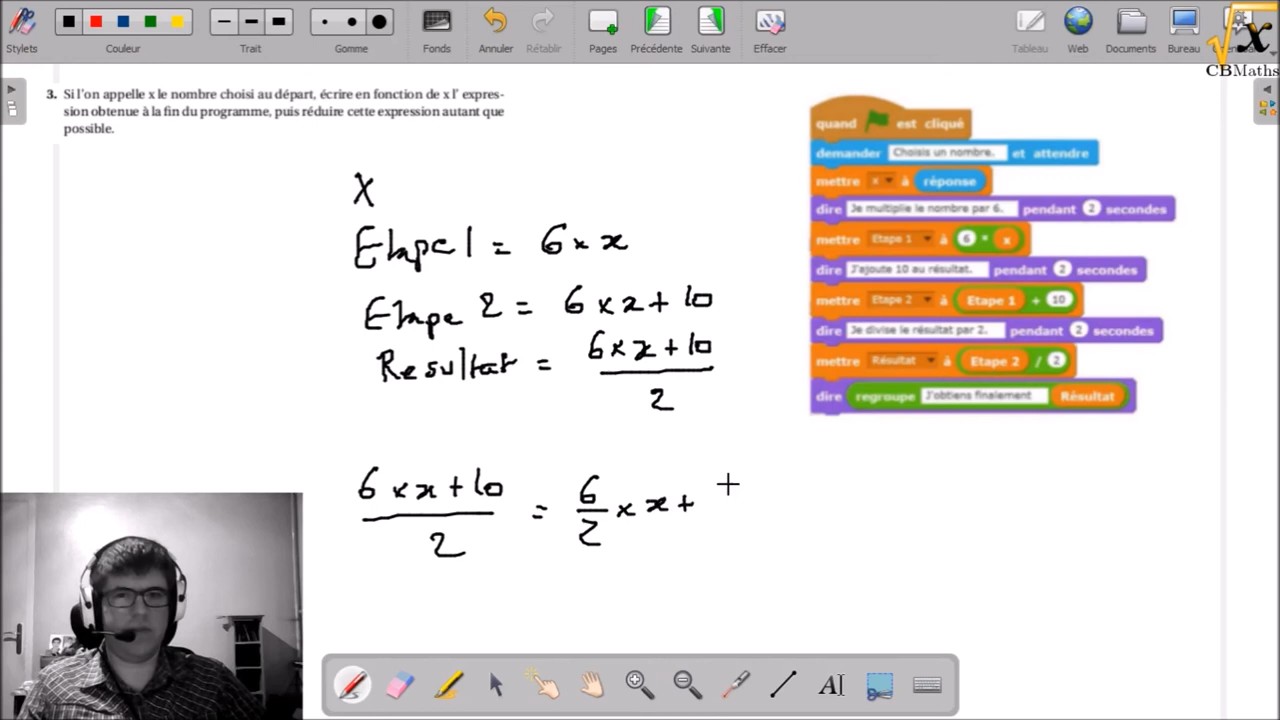 Stylets
Couleur
Trait
Gomme
Fonds
Annuler
Rétablir
Pages
Précédente
Suivante
Effacer
Tableau
Web
Documents
Bureau
CBMaths
3. Si l'on appelle x le nombre choisi au départ, écrire en fonction de x l' expres-
sion obtenue à la fin du programme, puis réduire cette expression autant que
possible.
x
Etape 1 = 6 × x
Etape 2 = 6 × x + 10
Resultat = 6 × x + 10
2
6 × x + 10 = 6 × x +
2 2
quand est cliqué
demander Choisis un nombre. et attendre
mettre x à réponse
dire Je multiplie le nombre par 6. pendant 2 secondes
mettre Etape 1 à 6 * x
dire J'ajoute 10 au résultat. pendant 2 secondes
mettre Etape 2 à Etape 1 + 10
dire Je divise le résultat par 2. pendant 2 secondes
mettre Résultat à Etape 2 / 2
dire regroupe J'obtiens finalement Résultat
AI